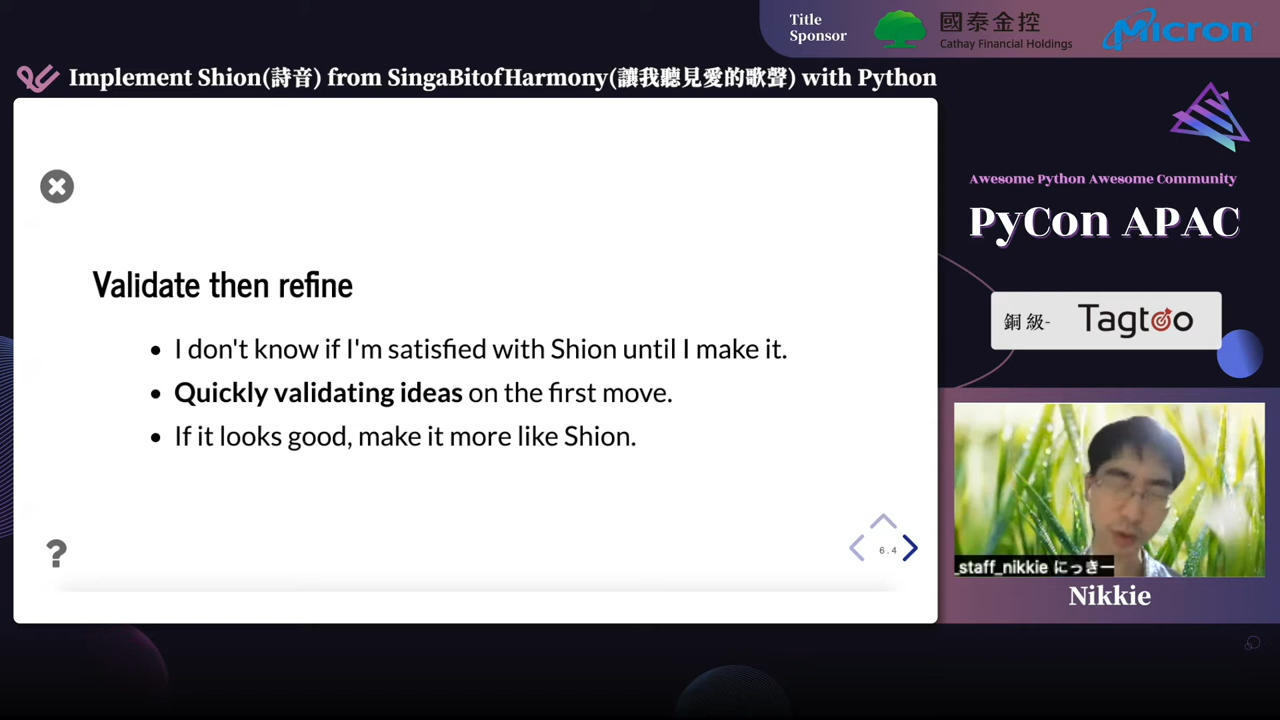 Title
Sponsor
國泰金控
Cathay Financial Holdings
Micron
Implement Shion(詩音) from SingaBitofHarmony(讓我聽見愛的歌聲) with Python
Validate then refine
I don't know if I'm satisfied with Shion until I make it.
Quickly validating ideas on the first move.
If it looks good, make it more like Shion.
?
6.4
Awesome Python Awesome Community
PyCon APAC
銅級- Tagtoo
_staff_nikkie にっきー
Nikkie